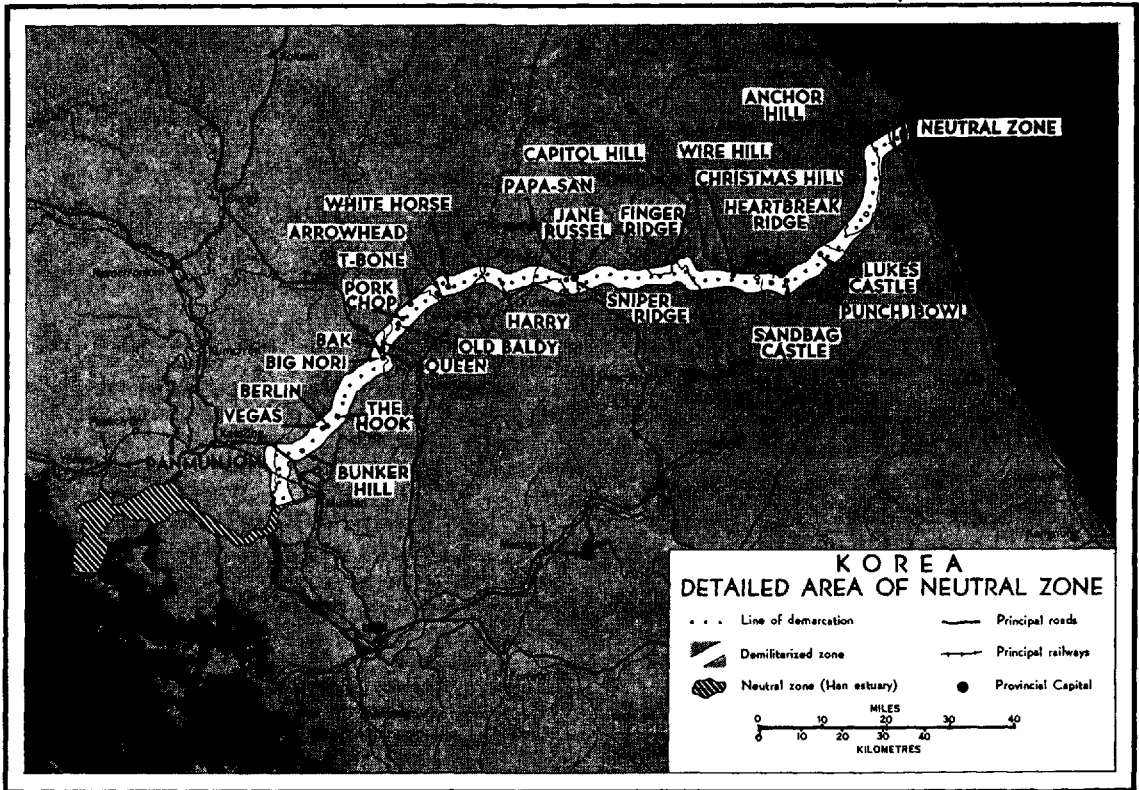 ANCHOR
HILL
NEUTRAL ZONE
CAPITOL HILL
WIRE HILL
PAPA-SAN
CHRISTMAS HILL
WHITE HORSE
JANE
RUSSEL
FINGER
RIDGE
HEARTBREAK
RIDGE
ARROWHEAD
T-BONE
PORK
CHOP
LUKES
CASTLE
SNIPER
RIDGE
PUNCH BOWL
HARRY
BAK
OLD BALDY
SANDBAG
CASTLE
BIG NORI
QUEEN
BERLIN
VEGAS
THE
HOOK
PANMUNJOM
BUNKER
HILL
KOREA
DETAILED AREA OF NEUTRAL ZONE
Line of demarcation
Principal roads
Demilitarized zone
Principal railways
Neutral zone (Han estuary)
Provincial Capital
MILES
0 10 20 30 40
0 10 20 30 40
KILOMETRES